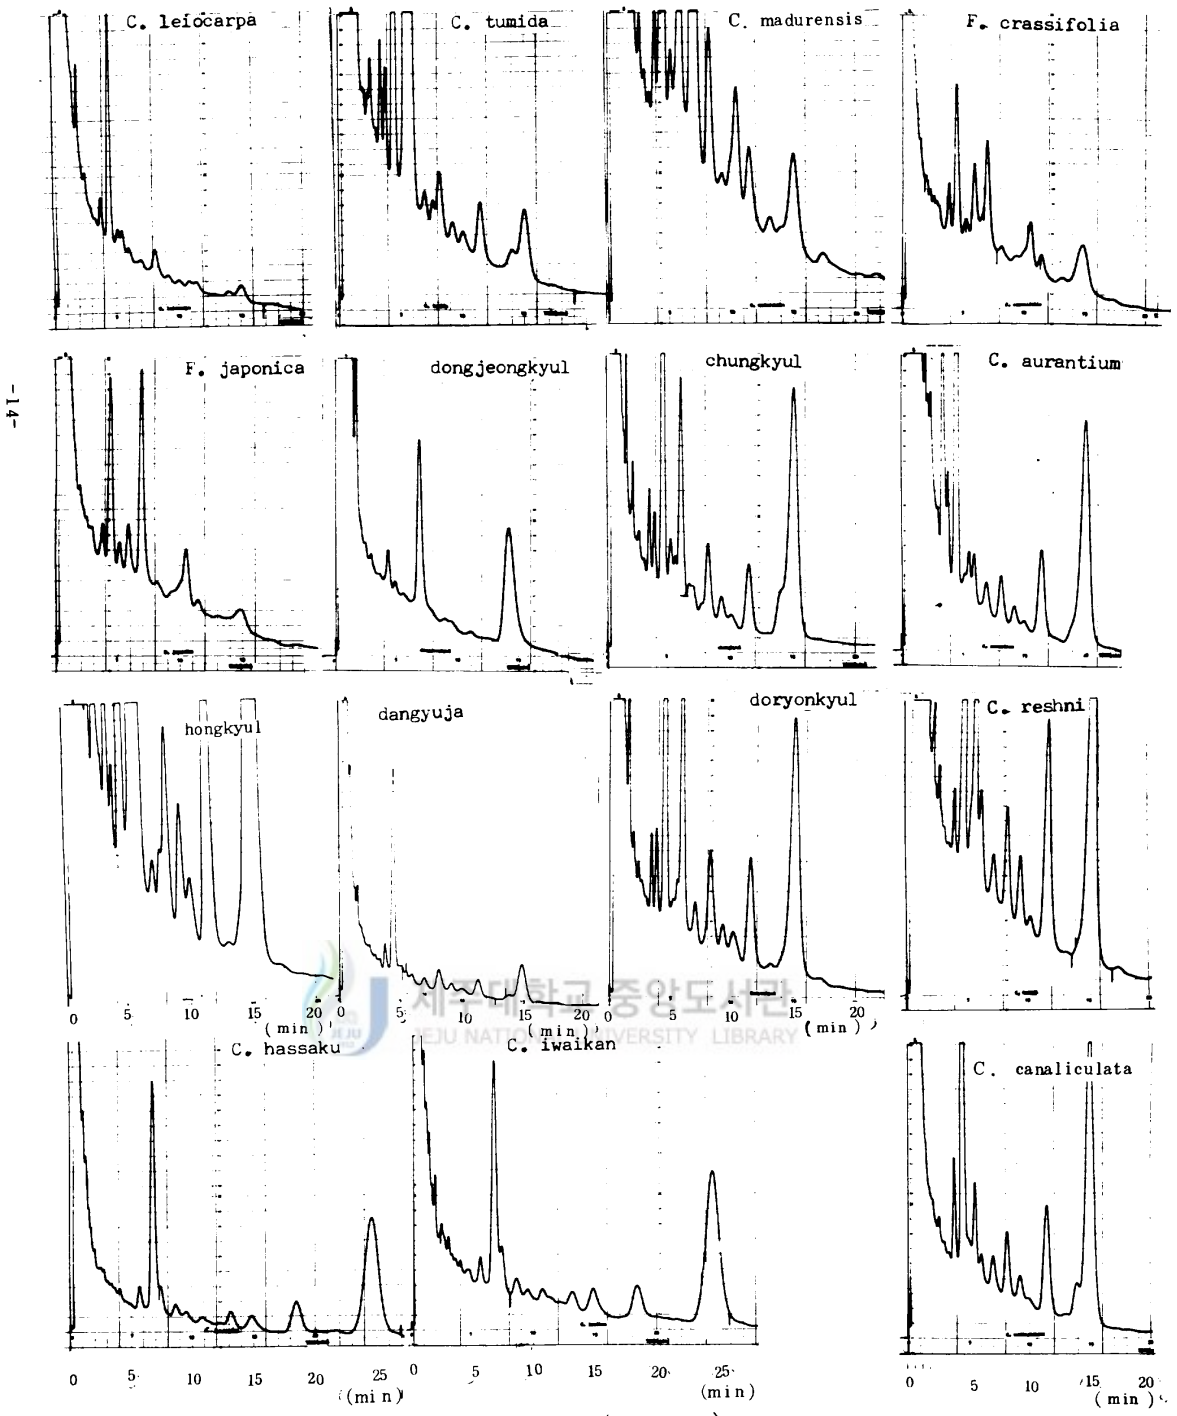 C. leiocarpa
C. tumida
C. madurensis
F. crassifolia
-14-
F. japonica
dongjeongkyul
chungkyul
C. aurantium
hongkyul
dangyuja
doryonkyul
C. reshni
제주대학교 중앙도서관
JEJU NATIONAL UNIVERSITY LIBRARY
JEJU
0 5 10 15 20
(min)
0 5 10 15 20
(min)
0 5 10 15 20
(min)
C. hassaku
C. iwaikan
C. canaliculata
0 5 10 15 20 25
(min)
0 5 10 15 20 25
(min)
0 5 10 15 20
(min)